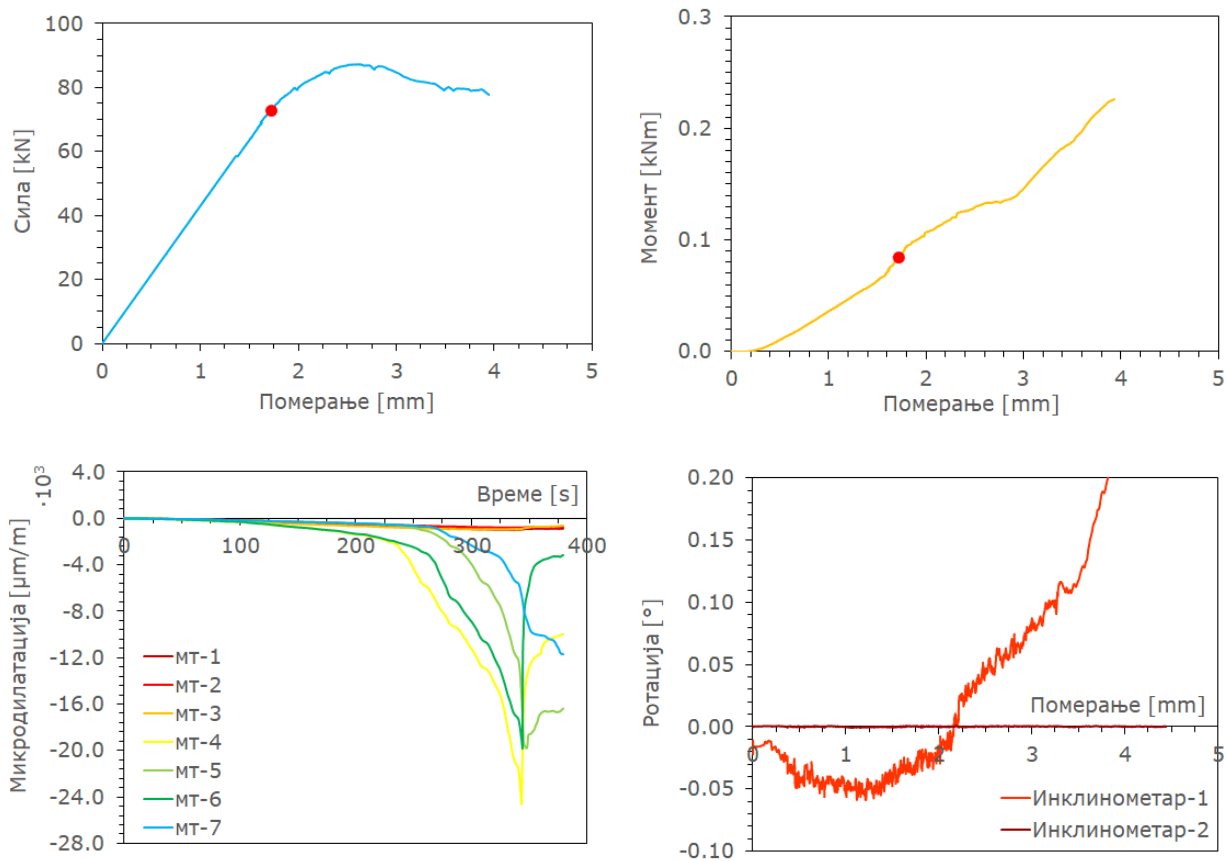 100
80
60
40
20
0
0 1 2 3 4 5
Сила [kN]
Померање [mm]
0.3
0.2
0.1
0.0
0 1 2 3 4 5
Момент [kNm]
Померање [mm]
4.0
0.0
-4.0
-8.0
-12.0
-16.0
-20.0
-24.0
-28.0
·10³
Микродилатација [μm/m]
Време [s]
0 100 200 300 400
мт-1
мт-2
мт-3
мт-4
мт-5
мт-6
мт-7
0.20
0.15
0.10
0.05
0.00
-0.05
-0.10
Ротација [°]
Померање [mm]
0 1 2 3 4 5
Инклинометар-1
Инклинометар-2